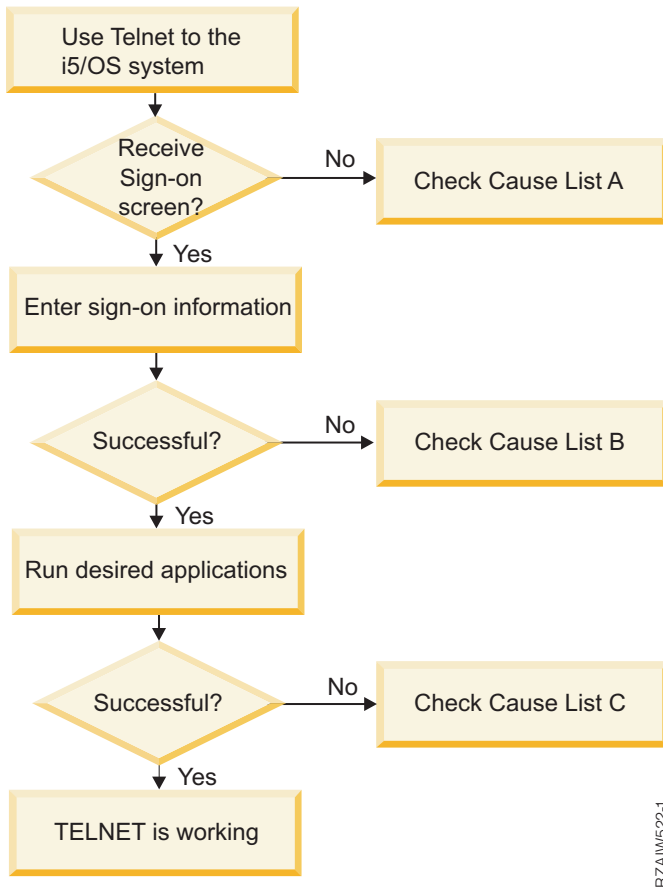 Use Telnet to the
i5/OS system
Receive
Sign-on
screen?
No
Check Cause List A
Yes
Enter sign-on information
Successful?
No
Check Cause List B
Yes
Run desired applications
Successful?
No
Check Cause List C
Yes
TELNET is working
RZAIW522-1